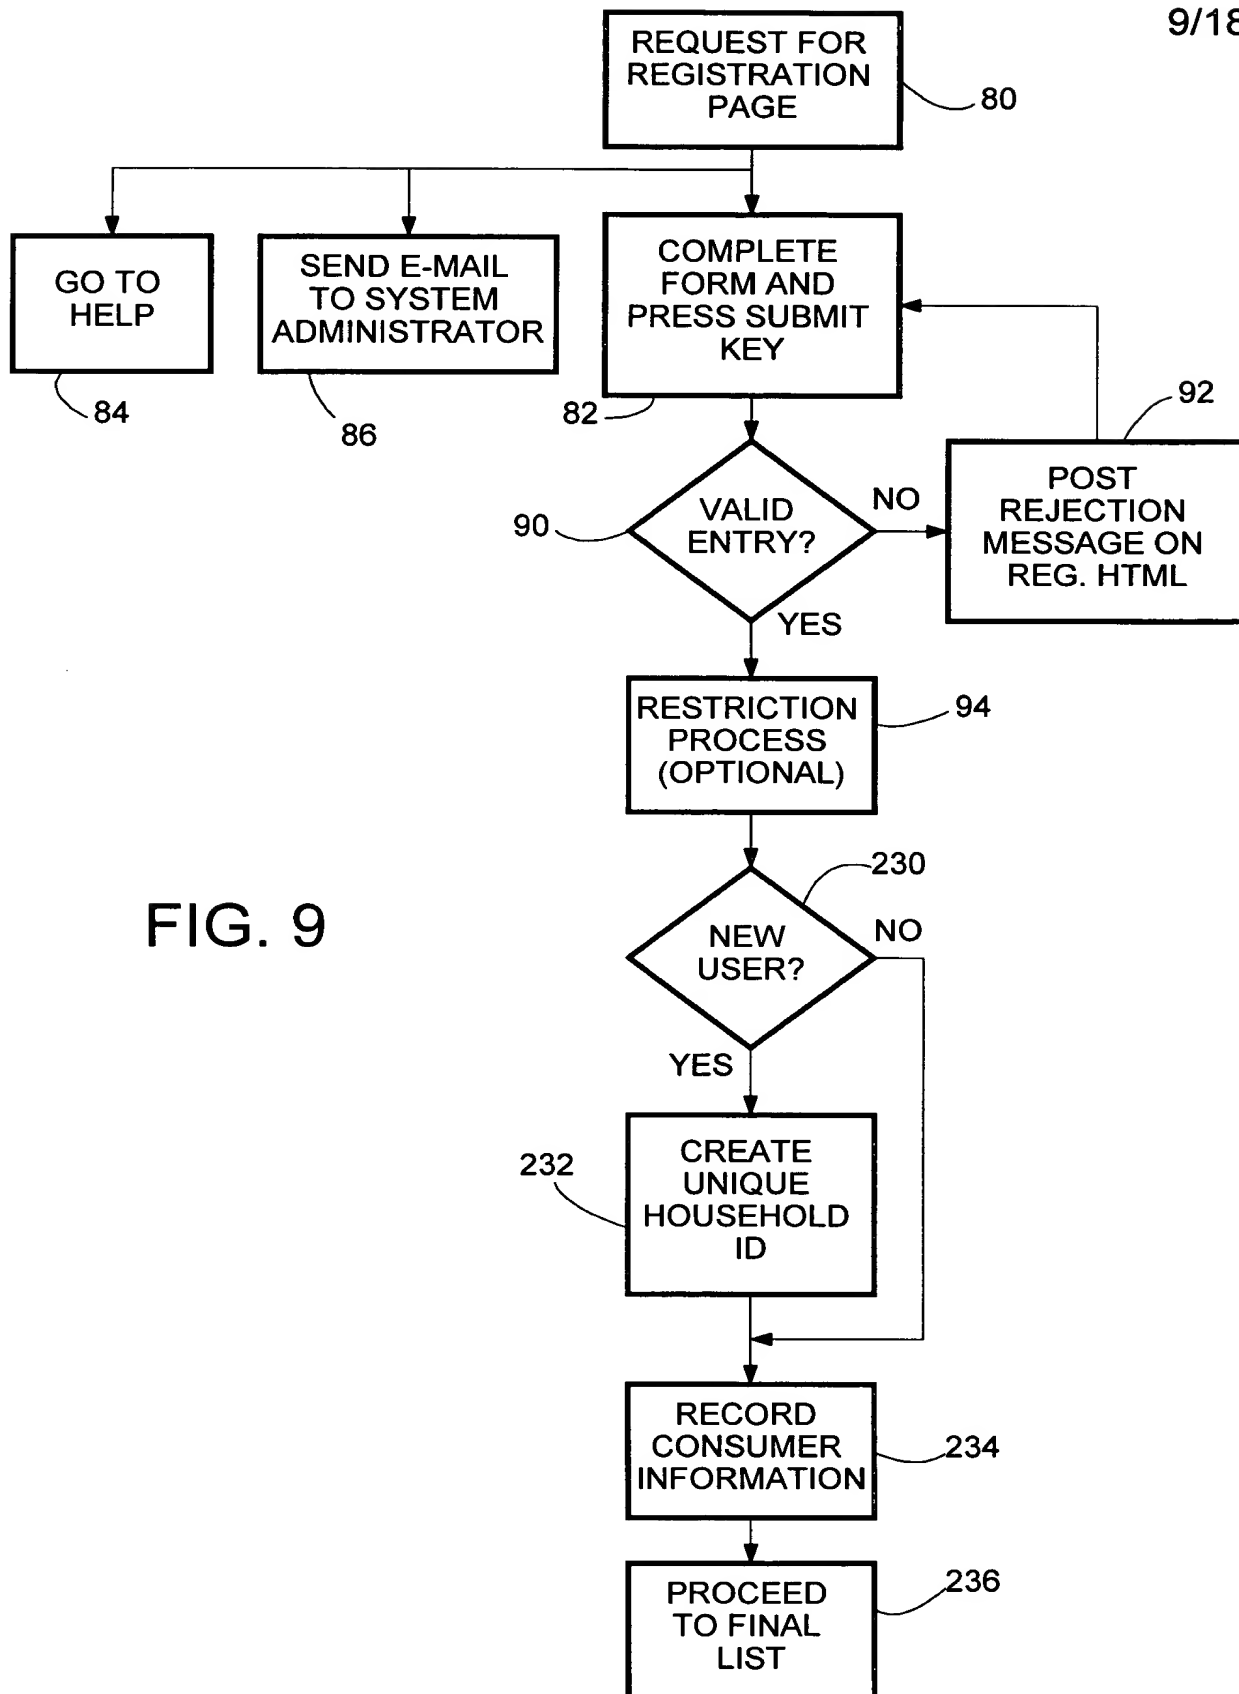 9/18
REQUEST FOR
REGISTRATION
PAGE
80
GO TO
HELP
84
SEND E-MAIL
TO SYSTEM
ADMINISTRATOR
86
COMPLETE
FORM AND
PRESS SUBMIT
KEY
82
92
POST
REJECTION
MESSAGE ON
REG. HTML
NO
VALID
ENTRY?
90
YES
RESTRICTION
PROCESS
(OPTIONAL)
94
230
NEW
USER?
NO
FIG. 9
YES
CREATE
UNIQUE
HOUSEHOLD
ID
232
RECORD
CONSUMER
INFORMATION
234
PROCEED
TO FINAL
LIST
236